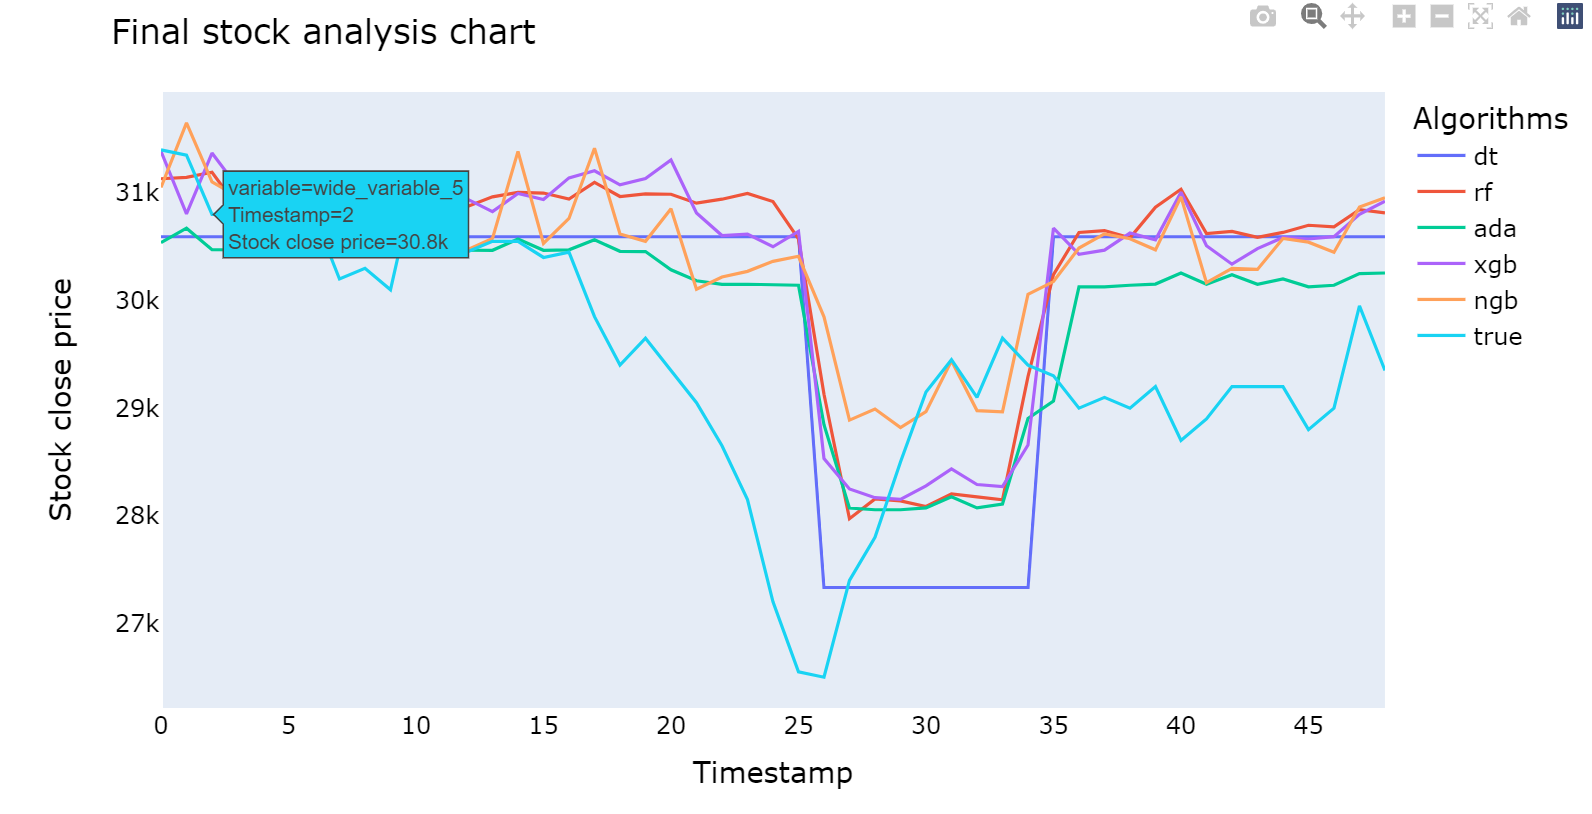 Final stock analysis chart
Algorithms
dt
rf
ada
xgb
ngb
true
variable=wide_variable_5
Timestamp=2
Stock close price=30.8k
31k
30k
29k
28k
27k
Stock close price
0 5 10 15 20 25 30 35 40 45
Timestamp